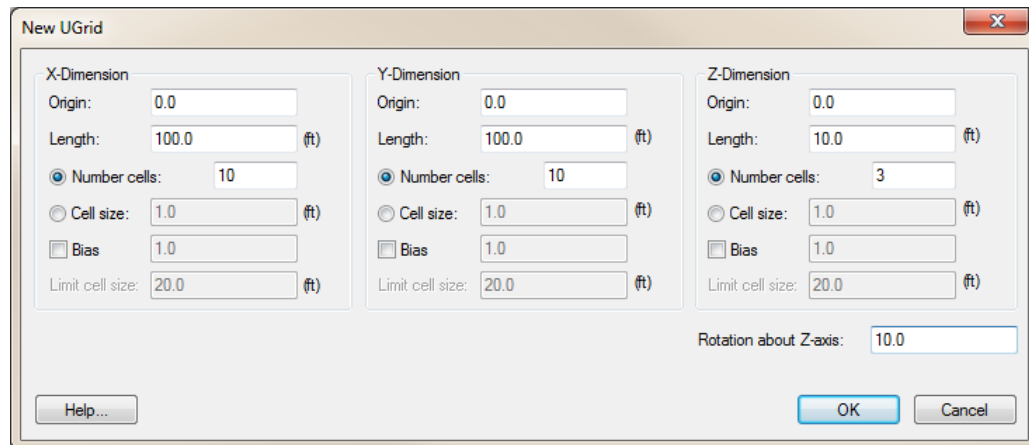 New UGrid
X-Dimension
Origin: 0.0
Length: 100.0 (ft)
Number cells: 10
Cell size: 1.0 (ft)
Bias 1.0
Limit cell size: 20.0 (ft)
Y-Dimension
Origin: 0.0
Length: 100.0 (ft)
Number cells: 10
Cell size: 1.0 (ft)
Bias 1.0
Limit cell size: 20.0 (ft)
Z-Dimension
Origin: 0.0
Length: 10.0 (ft)
Number cells: 3
Cell size: 1.0 (ft)
Bias 1.0
Limit cell size: 20.0 (ft)
Rotation about Z-axis: 10.0
Help...
OK
Cancel